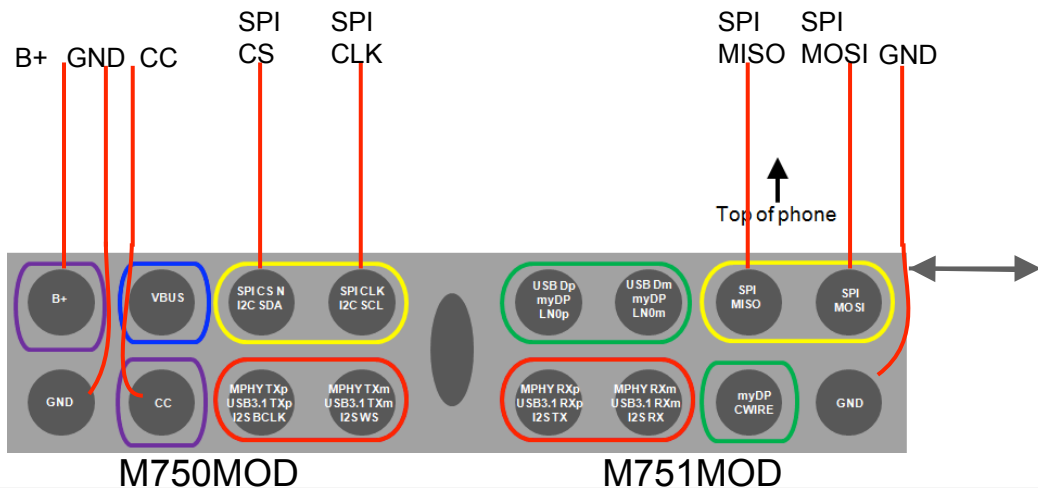 SPI
CS
SPI
CLK
SPI
MISO
SPI
MOSI
B+ GND CC
GND
Top of phone
B+
VBUS
SPI CS N
I2C SDA
SPI CLK
I2C SCL
USB Dp
myDP
LN0p
USB Dm
myDP
LN0m
SPI
MISO
SPI
MOSI
GND
CC
MPHY TXp
USB3.1 TXp
I2S BCLK
MPHY TXm
USB3.1 TXm
I2S WS
MPHY RXp
USB3.1 RXp
I2S TX
MPHY RXm
USB3.1 RXm
I2S RX
myDP
CWIRE
GND
M750MOD
M751MOD